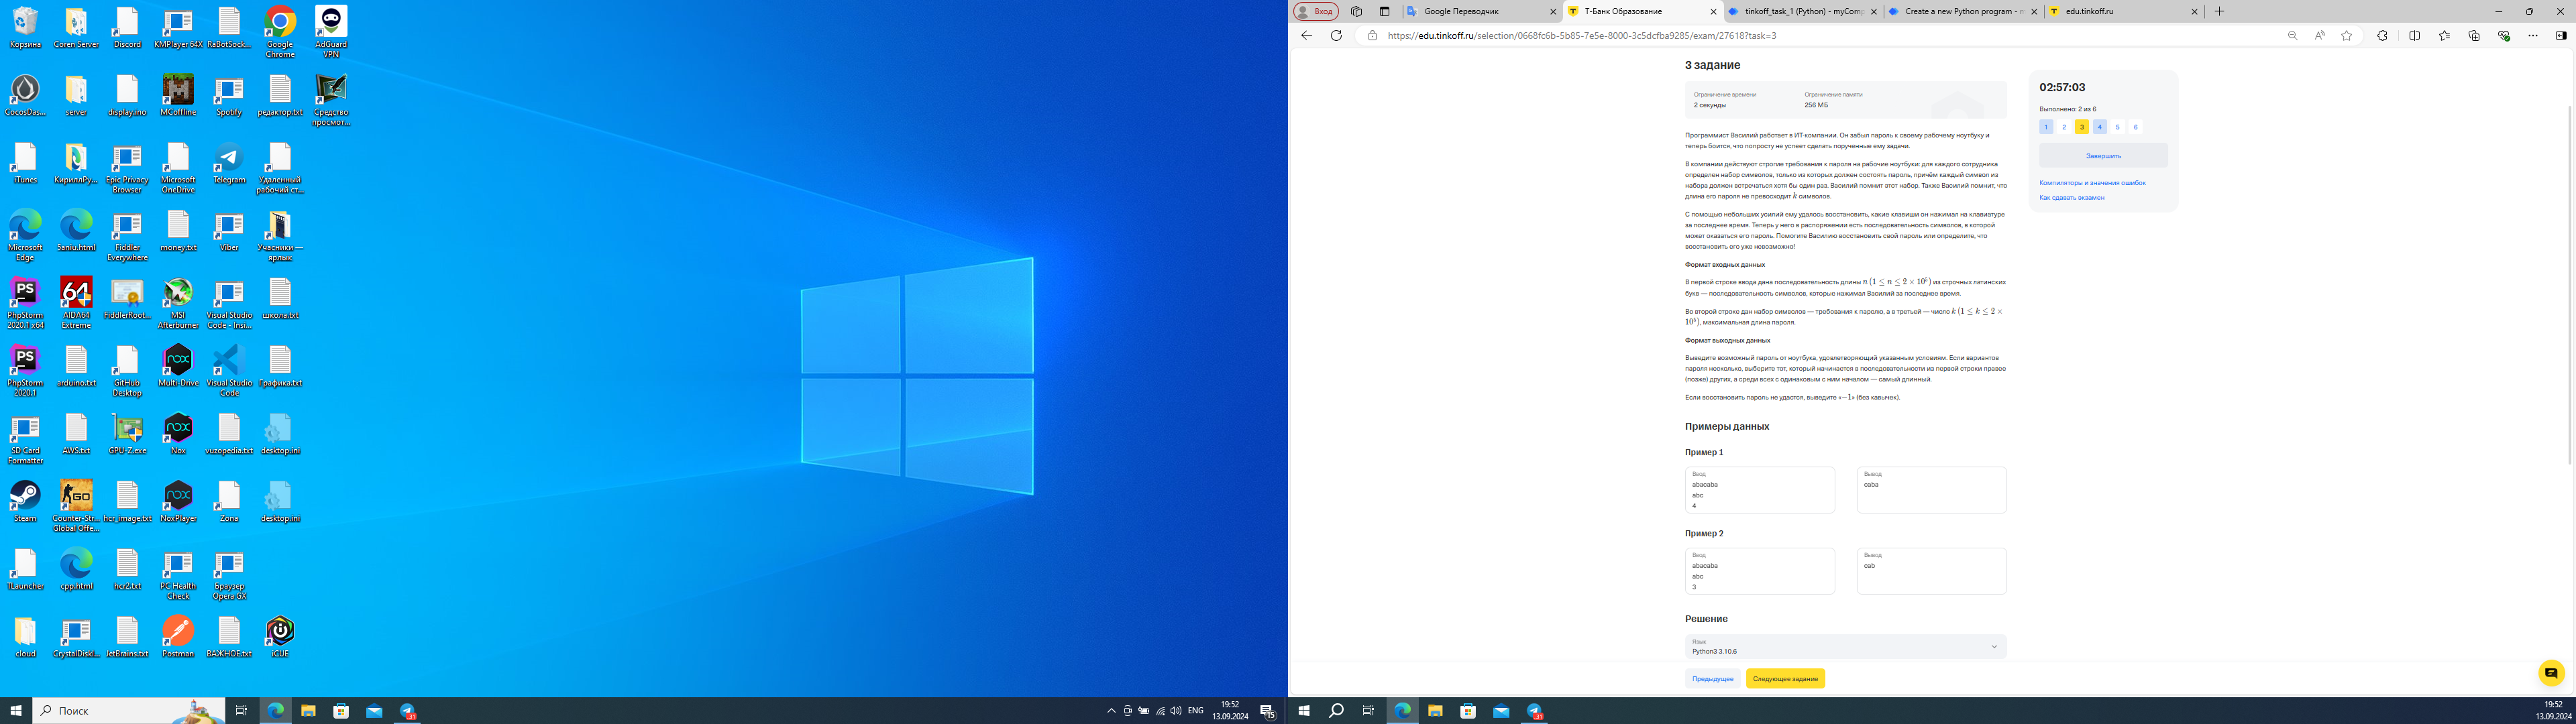 Корзина
Coren Server
Discord
KMPlayer 64X
RaBotSock...
Google Chrome
AdGuard VPN
CocosDas...
server
display.ino
MCoffline
Spotify
редактор.txt
Средство просмот...
iTunes
КириллРу...
Epic Privacy Browser
Microsoft OneDrive
Telegram
Удаленный рабочий ст...
Microsoft Edge
Saniu.html
Fiddler Everywhere
money.txt
Viber
Учасники — ярлык
PhpStorm 2020.1 x64
AIDA64 Extreme
FiddlerRoot...
MSI Afterburner
Visual Studio Code - Insi...
школа.txt
PhpStorm 2020.1
arduino.txt
GitHub Desktop
Multi-Drive
Visual Studio Code
Графика.txt
SD Card Formatter
AWS.txt
GPU-Z.exe
Nox
vuzopedia.txt
desktop.ini
Steam
Counter-Str... Global Offe...
hcr_image.txt
NoxPlayer
Zona
desktop.ini
TLauncher
cpp.html
hcr2.txt
PC Health Check
Браузер Opera GX
cloud
CrystalDiskI...
JetBrains.txt
Postman
ВАЖНОЕ.txt
iCUE
Поиск
ENG
19:52
13.09.2024
15
Вход
Google Переводчик
Т-Банк Образование
tinkoff_task_1 (Python) - myComp
Create a new Python program - m
edu.tinkoff.ru
https://edu.tinkoff.ru/selection/0668fc6b-5b85-7e5e-8000-3c5dcfba9285/exam/27618?task=3
3 задание
Ограничение времени
2 секунды
Ограничение памяти
256 МБ
Программист Василий работает в ИТ-компании. Он забыл пароль к своему рабочему ноутбуку и
теперь боится, что попросту не успеет сделать порученные ему задачи.
В компании действуют строгие требования к пароля на рабочие ноутбуки: для каждого сотрудника
определен набор символов, только из которых должен состоять пароль, причём каждый символ из
набора должен встречаться хотя бы один раз. Василий помнит этот набор. Также Василий помнит, что
длина его пароля не превосходит k символов.
С помощью небольших усилий ему удалось восстановить, какие клавиши он нажимал на клавиатуре
за последнее время. Теперь у него в распоряжении есть последовательность символов, в которой
может оказаться его пароль. Помогите Василию восстановить свой пароль или определите, что
восстановить его уже невозможно!
Формат входных данных
В первой строке ввода дана последовательность длины n (1 ≤ n ≤ 2 × 10⁵) из строчных латинских
букв — последовательность символов, которые нажимал Василий за последнее время.
Во второй строке дан набор символов — требования к паролю, а в третьей — число k (1 ≤ k ≤ 2 ×
10⁵), максимальная длина пароля.
Формат выходных данных
Выведите возможный пароль от ноутбука, удовлетворяющий указанным условиям. Если вариантов
пароля несколько, выберите тот, который начинается в последовательности из первой строки правее
(позже) других, а среди всех с одинаковым с ним началом — самый длинный.
Если восстановить пароль не удастся, выведите «−1» (без кавычек).
Примеры данных
Пример 1
Ввод
abacaba
abc
4
Вывод
caba
Пример 2
Ввод
abacaba
abc
3
Вывод
cab
Решение
Язык
Python3 3.10.6
Предыдущее
Следующее задание
02:57:03
Выполнено: 2 из 6
1 2 3 4 5 6
Завершить
Компиляторы и значения ошибок
Как сдавать экзамен
19:52
13.09.2024